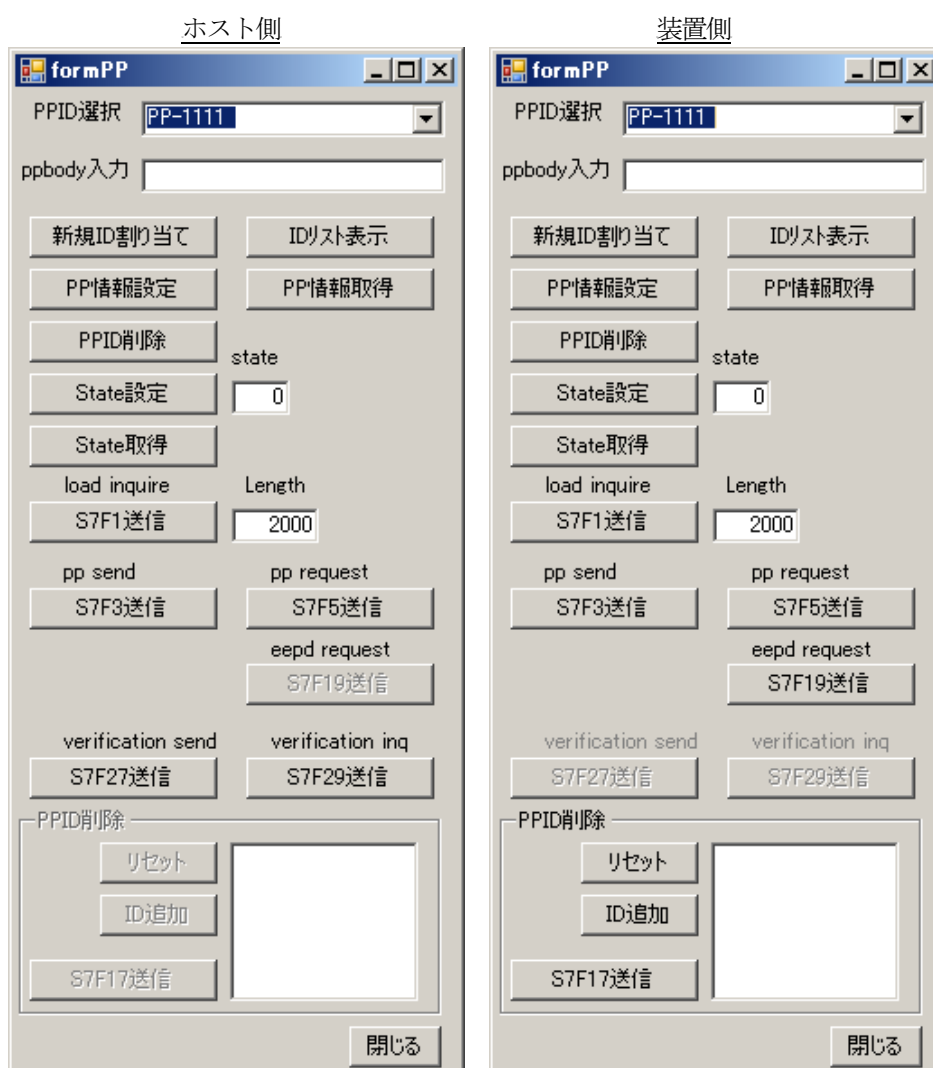 ホスト側
formPP
PPID選択 PP-1111
ppbody入力
新規ID割り当て IDリスト表示
PP情報設定 PP情報取得
PPID削除
state
State設定 0
State取得
load inquire Length
S7F1送信 2000
pp send pp request
S7F3送信 S7F5送信
eepd request
S7F19送信
verification send verification inq
S7F27送信 S7F29送信
PPID削除
リセット
ID追加
S7F17送信
閉じる
装置側
formPP
PPID選択 PP-1111
ppbody入力
新規ID割り当て IDリスト表示
PP情報設定 PP情報取得
PPID削除
state
State設定 0
State取得
load inquire Length
S7F1送信 2000
pp send pp request
S7F3送信 S7F5送信
eepd request
S7F19送信
verification send verification inq
S7F27送信 S7F29送信
PPID削除
リセット
ID追加
S7F17送信
閉じる